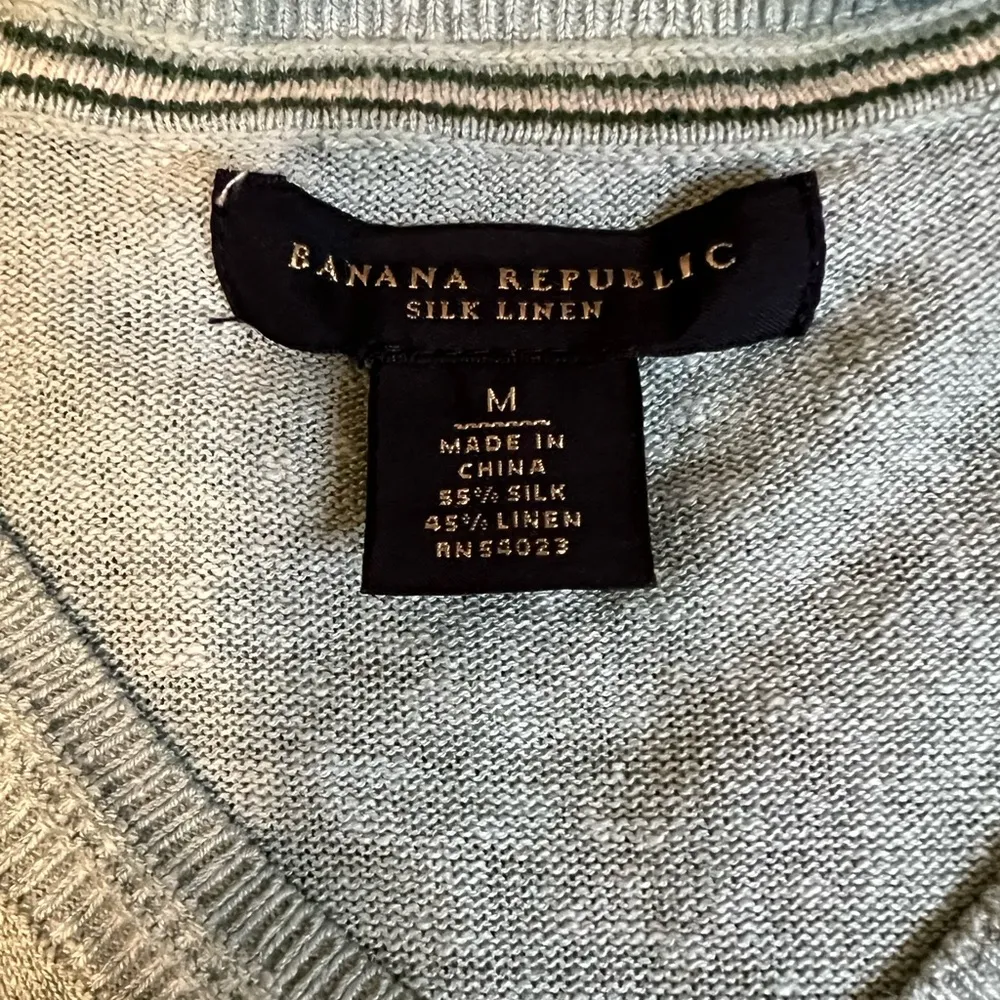 BANANA REPUBLIC
SILK LINEN
M
MADE IN
CHINA
55% SILK
45% LINEN
RN54023